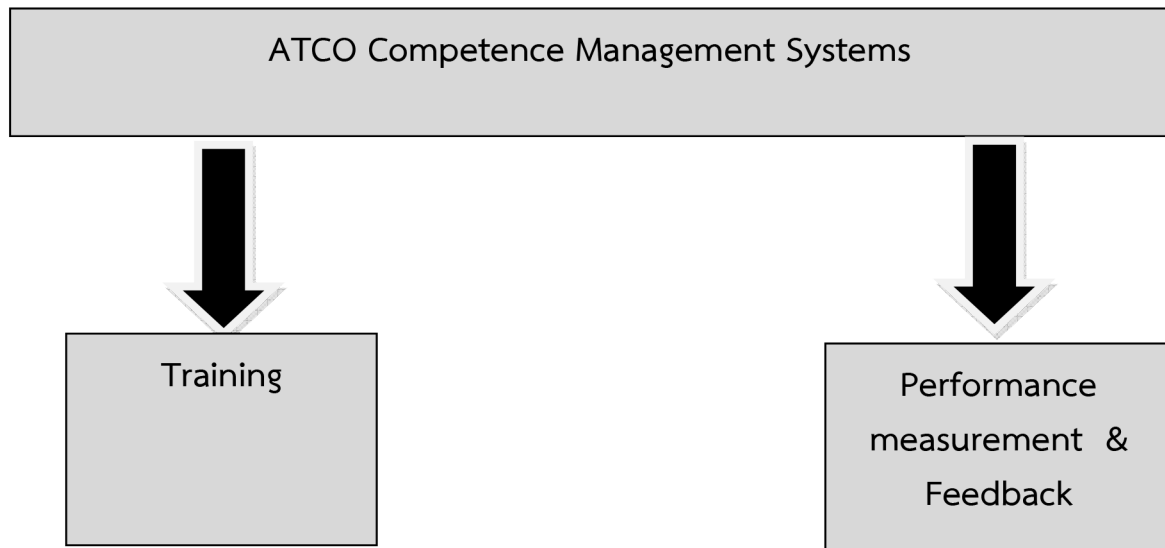 ATCO Competence Management Systems
Training
Performance
measurement & 
Feedback